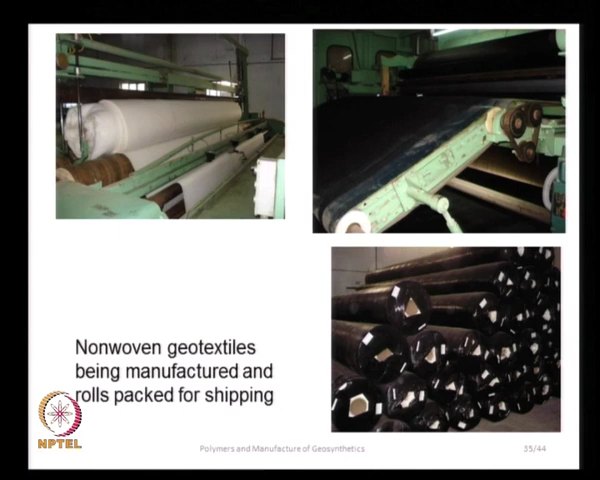 Nonwoven geotextiles
being manufactured and
rolls packed for shipping
NPTEL
Polymers and Manufacture of Geosynthetics
35/44